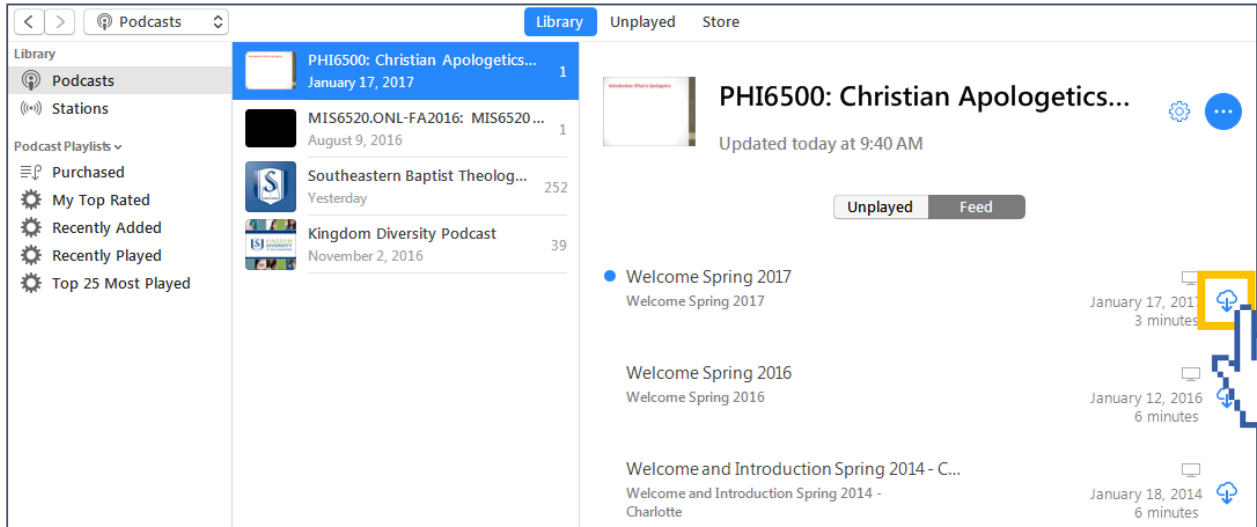 Podcasts
Library Unplayed Store
Library
Podcasts
Stations
Podcast Playlists
Purchased
My Top Rated
Recently Added
Recently Played
Top 25 Most Played
PHI6500: Christian Apologetics...
January 17, 2017
1
MIS6520.ONL-FA2016: MIS6520 ...
August 9, 2016
1
Southeastern Baptist Theolog...
Yesterday
252
Kingdom Diversity Podcast
November 2, 2016
39
PHI6500: Christian Apologetics...
Updated today at 9:40 AM
Unplayed Feed
Welcome Spring 2017
Welcome Spring 2017
January 17, 2017
3 minutes
Welcome Spring 2016
Welcome Spring 2016
January 12, 2016
6 minutes
Welcome and Introduction Spring 2014 - C...
Welcome and Introduction Spring 2014 -
Charlotte
January 18, 2014
6 minutes